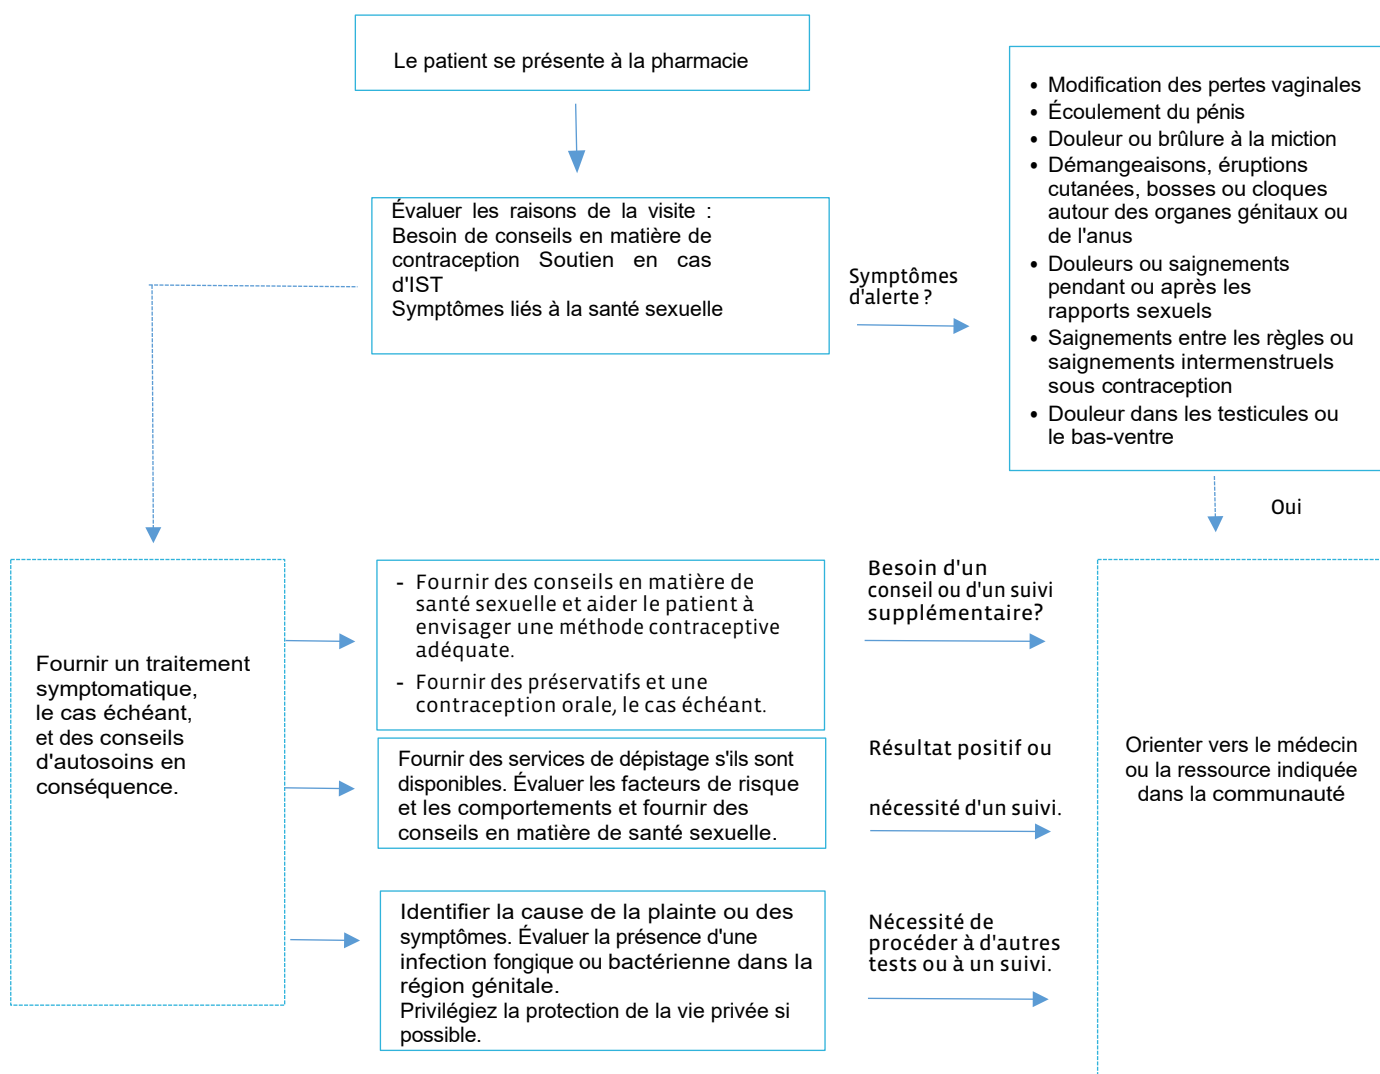 Le patient se présente à la pharmacie
Évaluer les raisons de la visite :
Besoin de conseils en matière de
contraception Soutien en cas
d'IST
Symptômes liés à la santé sexuelle
Symptômes
d'alerte ?
• Modification des pertes vaginales
• Écoulement du pénis
• Douleur ou brûlure à la miction
• Démangeaisons, éruptions
cutanées, bosses ou cloques
autour des organes génitaux ou
de l'anus
• Douleurs ou saignements
pendant ou après les
rapports sexuels
• Saignements entre les règles ou
saignements intermenstruels
sous contraception
• Douleur dans les testicules ou
le bas-ventre
Oui
Fournir un traitement
symptomatique,
le cas échéant,
et des conseils
d'autosoins en
conséquence.
- Fournir des conseils en matière de
santé sexuelle et aider le patient à
envisager une méthode contraceptive
adéquate.
- Fournir des préservatifs et une
contraception orale, le cas échéant.
Besoin d'un
conseil ou d'un suivi
supplémentaire?
Fournir des services de dépistage s'ils sont
disponibles. Évaluer les facteurs de risque
et les comportements et fournir des
conseils en matière de santé sexuelle.
Résultat positif ou
nécessité d'un suivi.
Identifier la cause de la plainte ou des
symptômes. Évaluer la présence d'une
infection fongique ou bactérienne dans la
région génitale.
Privilégiez la protection de la vie privée si
possible.
Nécessité de
procéder à d'autres
tests ou à un suivi.
Orienter vers le médecin
ou la ressource indiquée
dans la communauté